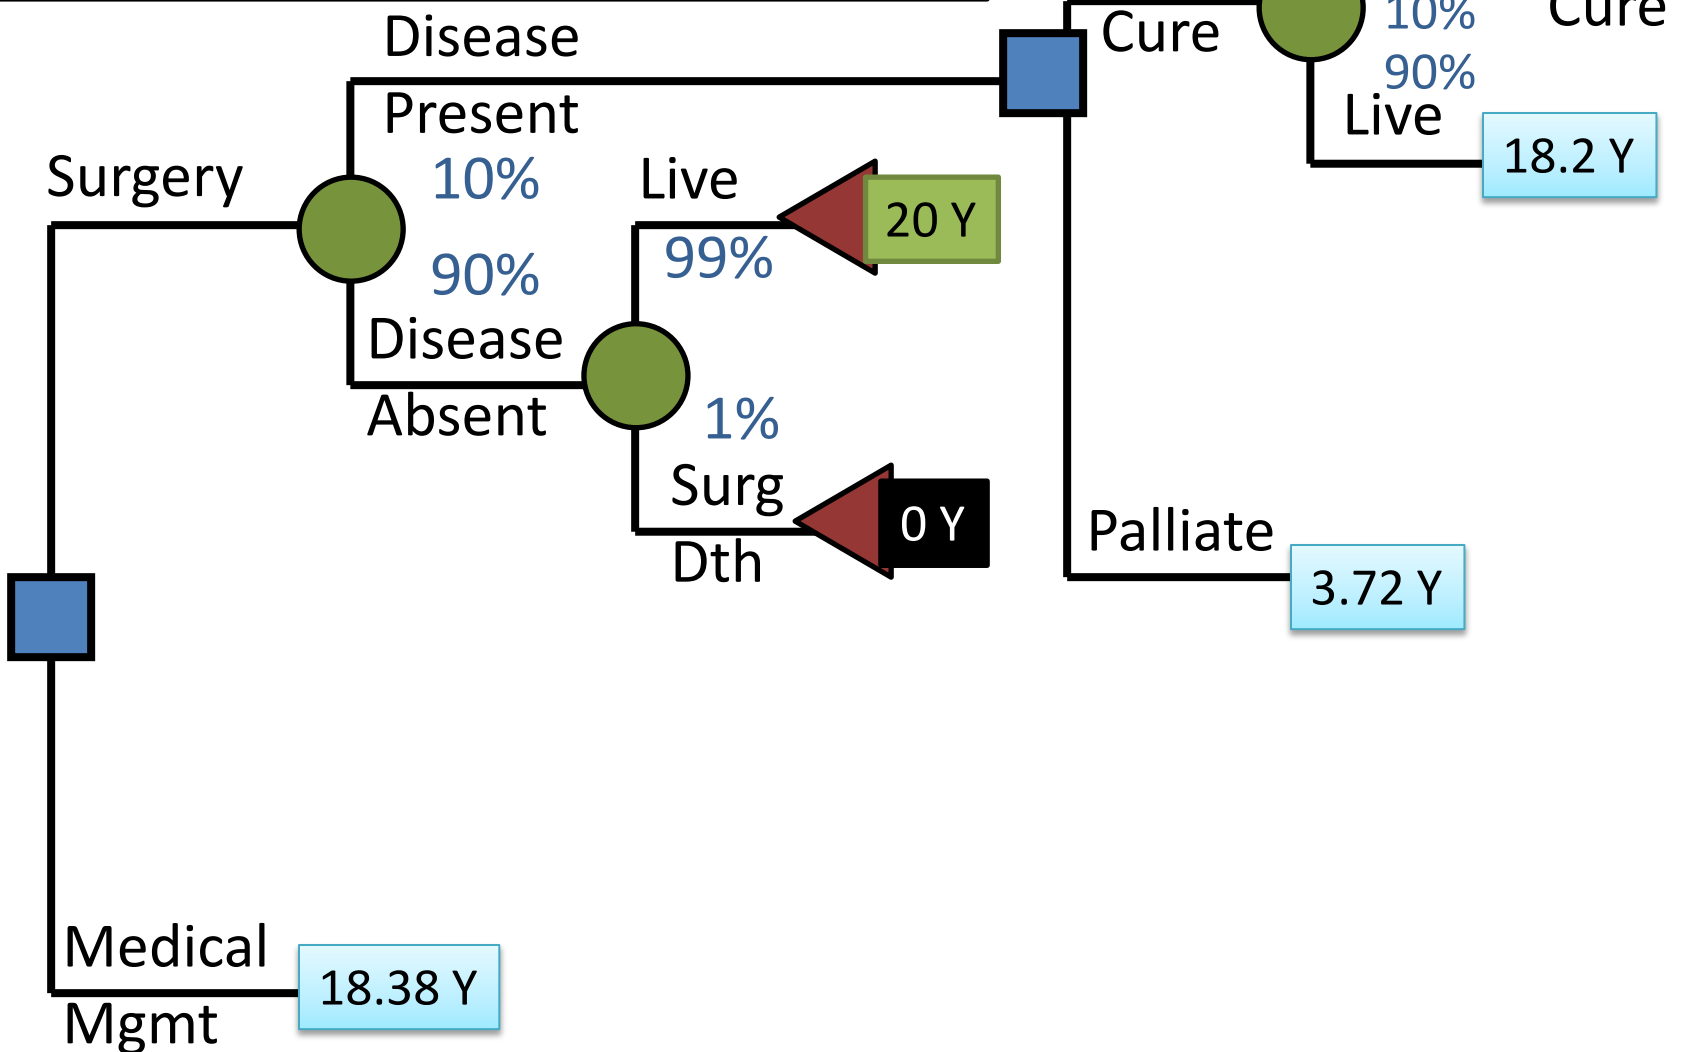 Disease
Present
10%
90%
Surgery
Disease
Absent
Live
99%
20 Y
1%
Surg
Dth
0 Y
Cure
10%
90%
Cure
Live
18.2 Y
Palliate
3.72 Y
Medical
Mgmt
18.38 Y